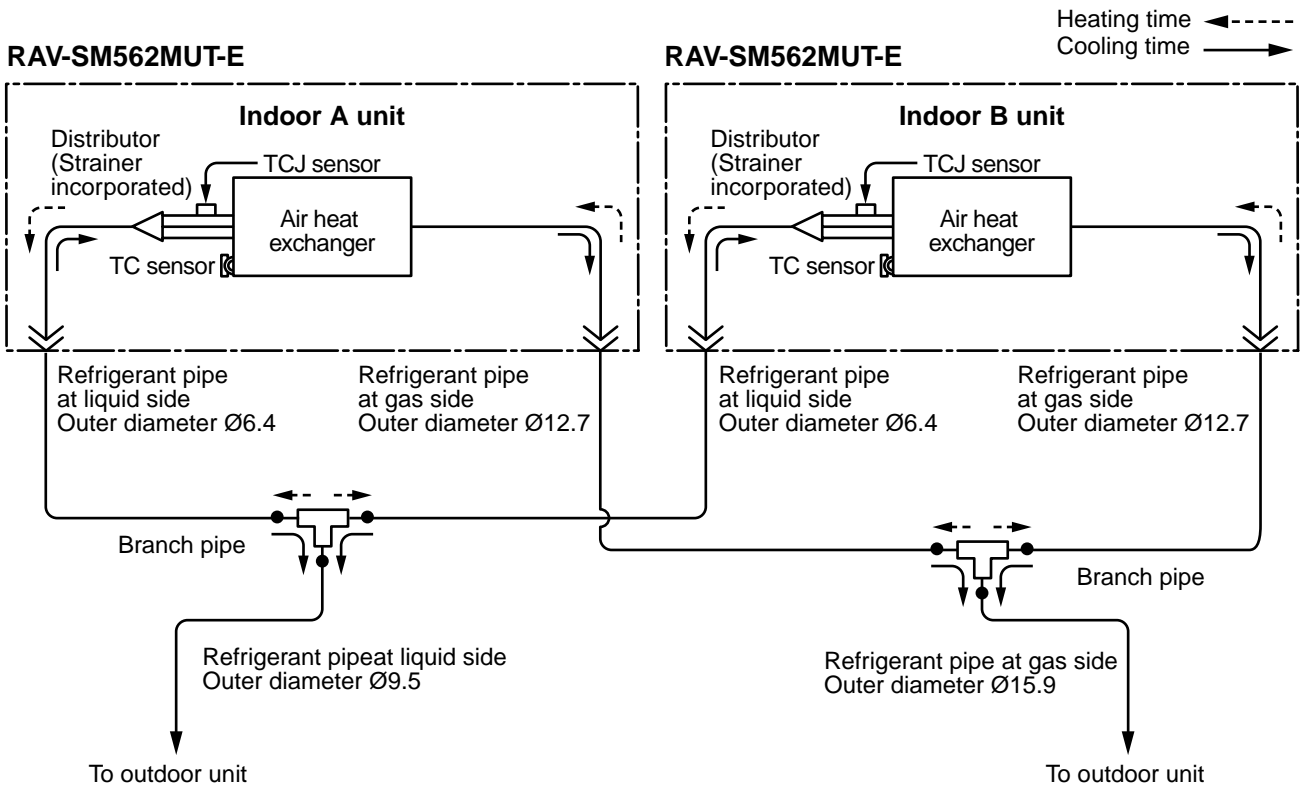 Heating time
Cooling time
RAV-SM562MUT-E
RAV-SM562MUT-E
Indoor A unit
Distributor
(Strainer
incorporated)
TCJ sensor
Air heat
exchanger
TC sensor
Indoor B unit
Distributor
(Strainer
incorporated)
TCJ sensor
Air heat
exchanger
TC sensor
Refrigerant pipe
at liquid side
Outer diameter Ø6.4
Refrigerant pipe
at gas side
Outer diameter Ø12.7
Refrigerant pipe
at liquid side
Outer diameter Ø6.4
Refrigerant pipe
at gas side
Outer diameter Ø12.7
Branch pipe
Branch pipe
Refrigerant pipeat liquid side
Outer diameter Ø9.5
Refrigerant pipe at gas side
Outer diameter Ø15.9
To outdoor unit
To outdoor unit